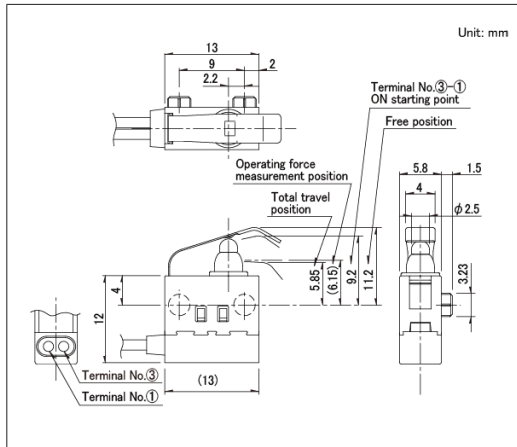 Unit: mm
13
9
2
2.2
Terminal No.③-①
ON starting point
Free position
Operating force
measurement position
Total travel
position
5.8
1.5
4
φ2.5
4
12
5.85
(6.15)
9.2
11.2
3.23
(13)
Terminal No.③
Terminal No.①